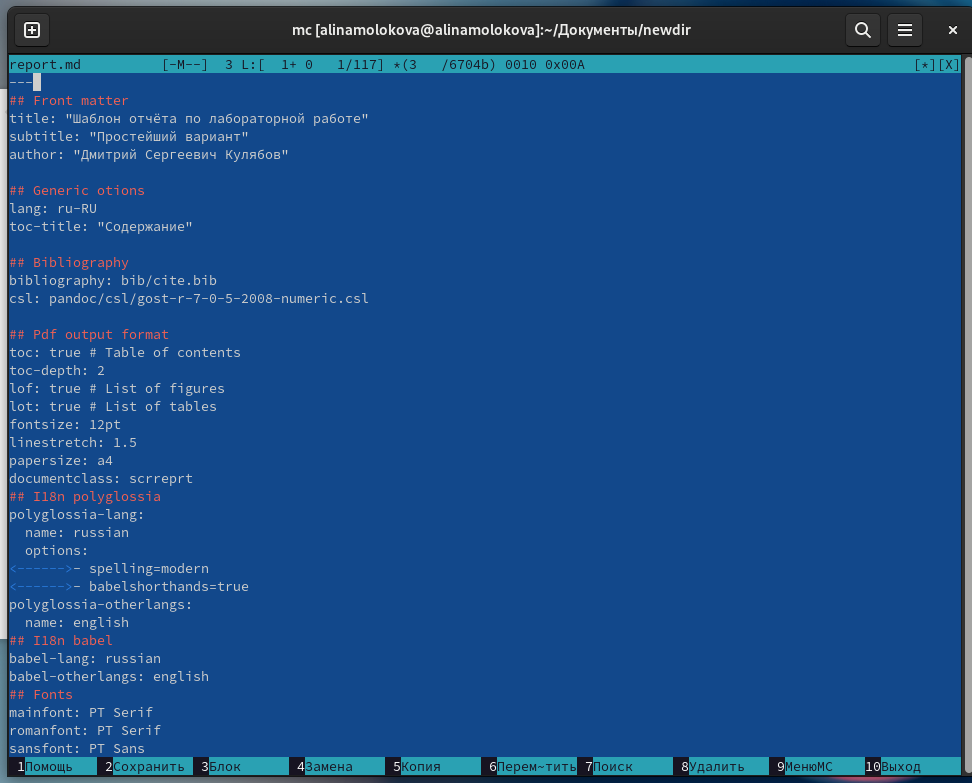 mc [alinamolokova@alinamolokova]:~/Документы/newdir
report.md [-M--] 3 L:[ 1+ 0 1/117] *(3 /6704b) 0010 0x00A [*][X]
---
## Front matter
title: "Шаблон отчёта по лабораторной работе"
subtitle: "Простейший вариант"
author: "Дмитрий Сергеевич Кулябов"

## Generic otions
lang: ru-RU
toc-title: "Содержание"

## Bibliography
bibliography: bib/cite.bib
csl: pandoc/csl/gost-r-7-0-5-2008-numeric.csl

## Pdf output format
toc: true # Table of contents
toc-depth: 2
lof: true # List of figures
lot: true # List of tables
fontsize: 12pt
linestretch: 1.5
papersize: a4
documentclass: scrreprt
## I18n polyglossia
polyglossia-lang:
  name: russian
  options:
<------>- spelling=modern
<------>- babelshorthands=true
polyglossia-otherlangs:
  name: english
## I18n babel
babel-lang: russian
babel-otherlangs: english
## Fonts
mainfont: PT Serif
romanfont: PT Serif
sansfont: PT Sans
1Помощь 2Сохранить 3Блок 4Замена 5Копия 6Перем~тить 7Поиск 8Удалить 9МенюMC 10Выход